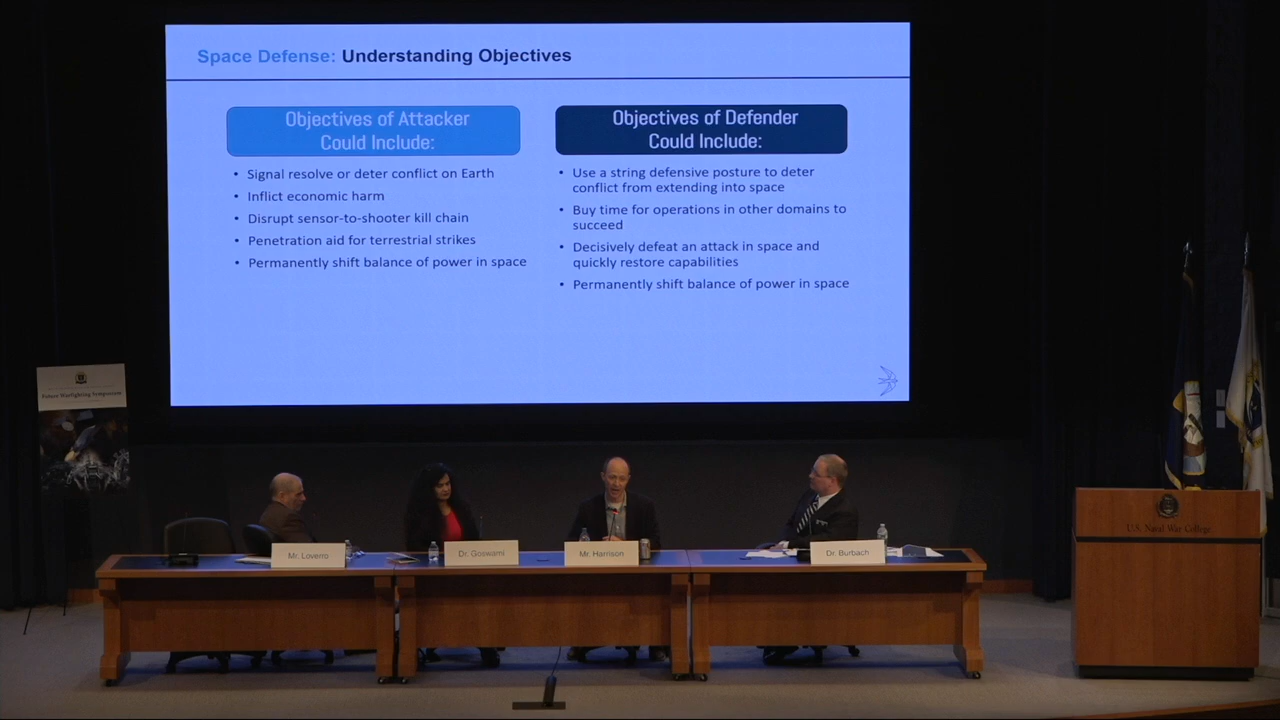 Space Defense: Understanding Objectives
Objectives of Attacker
Could Include:
• Signal resolve or deter conflict on Earth
• Inflict economic harm
• Disrupt sensor-to-shooter kill chain
• Penetration aid for terrestrial strikes
• Permanently shift balance of power in space
Objectives of Defender
Could Include:
• Use a string defensive posture to deter
conflict from extending into space
• Buy time for operations in other domains to
succeed
• Decisively defeat an attack in space and
quickly restore capabilities
• Permanently shift balance of power in space
Future Warfighting Symposium
Mr. Loverro
Dr. Goswami
Mr. Harrison
Dr. Burbach
U.S. Naval War College